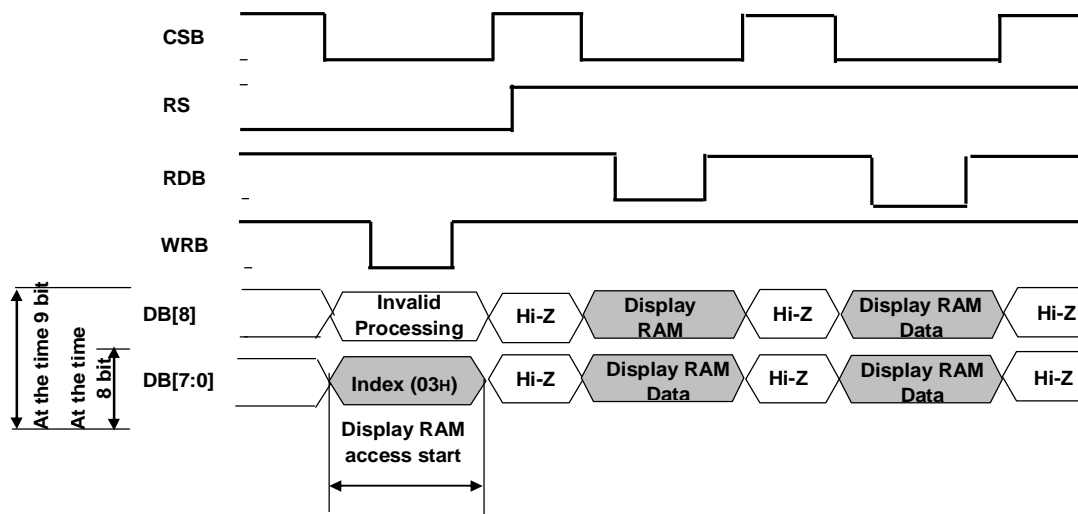 CSB
RS
RDB
WRB
At the time 9 bit
At the time
8 bit
DB[8]
Invalid
Processing
Hi-Z
Display
RAM
Hi-Z
Display RAM
Data
Hi-Z
DB[7:0]
Index (03H)
Hi-Z
Display RAM
Data
Hi-Z
Display RAM
Data
Hi-Z
Display RAM
access start